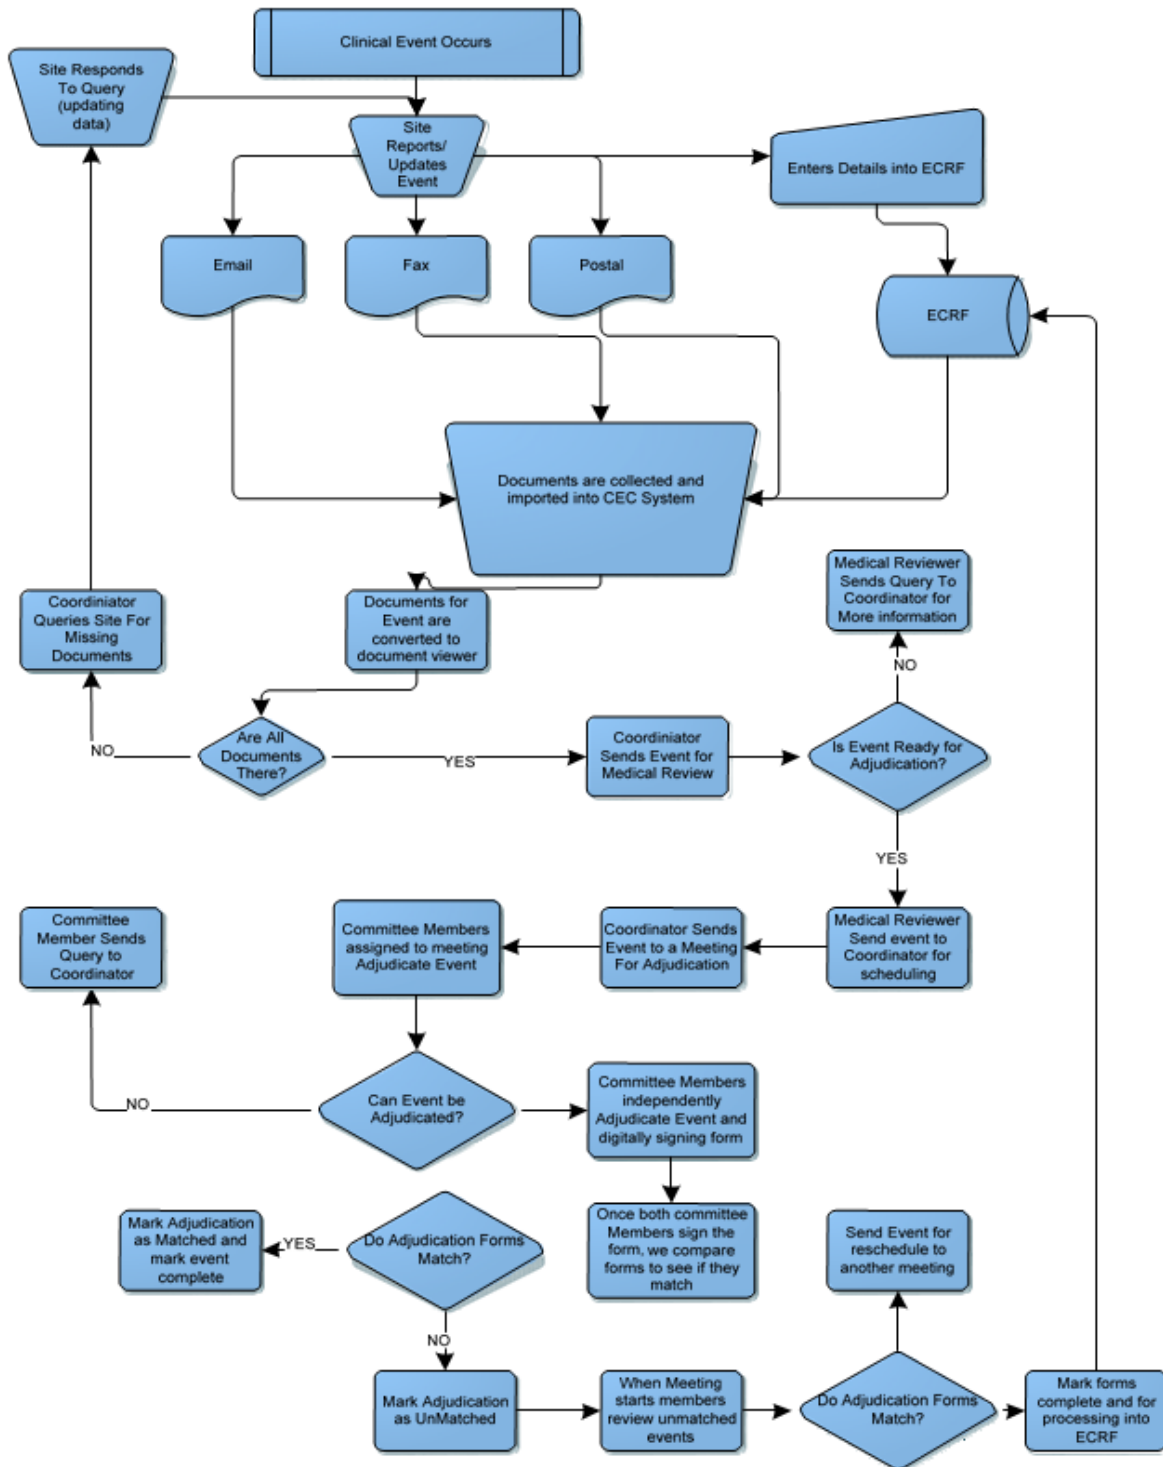 Clinical Event Occurs
Site Responds
To Query
(updating
data)
Site
Reports/
Updates
Event
Enters Details into ECRF
Email
Fax
Postal
ECRF
Documents are collected and
imported into CEC System
Medical Reviewer
Sends Query To
Coordinator for
More information
Coordiniator
Queries Site For
Missing
Documents
Documents for
Event are
converted to
document viewer
NO
Are All
Documents
There?
NO
YES
Coordiniator
Sends Event for
Medical Review
Is Event Ready for
Adjudication?
YES
Committee
Member Sends
Query to
Coordinator
Committee Members
assigned to meeting
Adjudicate Event
Coordinator Sends
Event to a Meeting
For Adjudication
Medical Reviewer
Send event to
Coordinator for
scheduling
Can Event be
Adjudicated?
NO
Committee Members
independently
Adjudicate Event and
digitally signing form
Mark Adjudication
as Matched and
mark event
complete
YES
Do Adjudication Forms
Match?
Once both committee
Members sign the
form, we compare
forms to see if they
match
Send Event for
reschedule to
another meeting
NO
Mark Adjudication
as UnMatched
When Meeting
starts members
review unmatched
events
Do Adjudication Forms
Match?
Mark forms
complete and for
processing into
ECRF